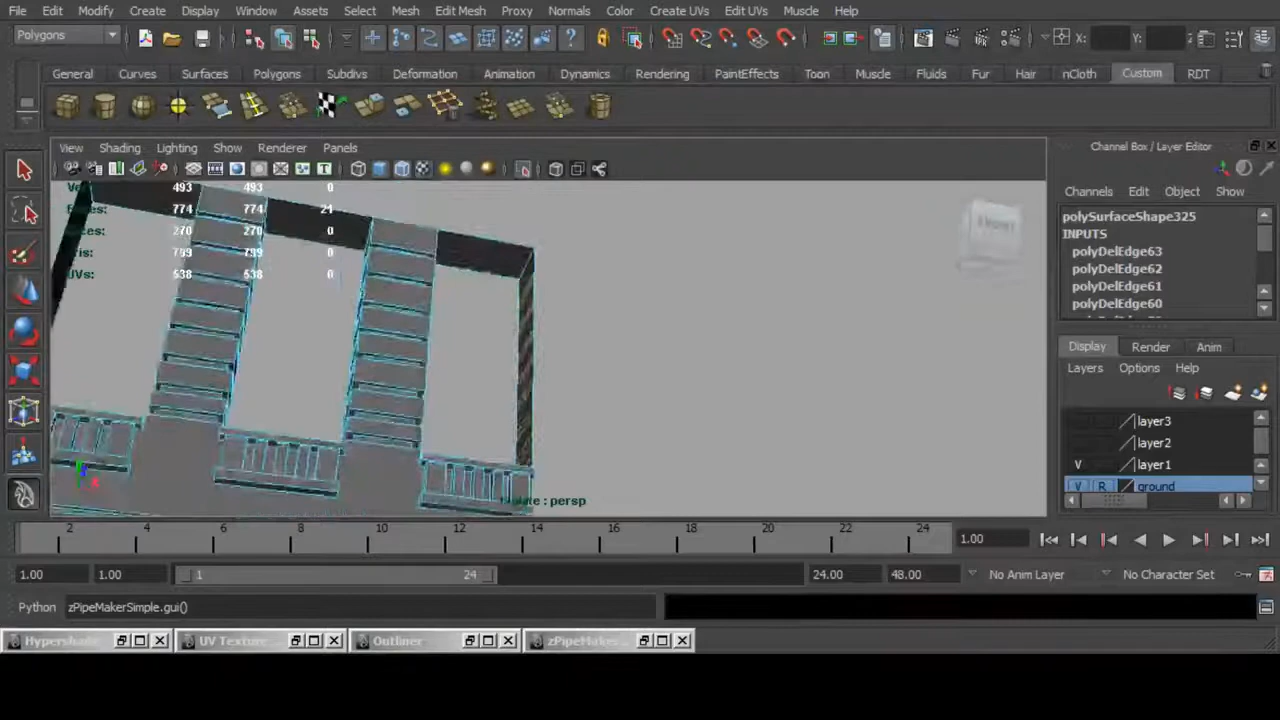 File Edit Modify Create Display Window Assets Select Mesh Edit Mesh Proxy Normals Color Create UVs Edit UVs Muscle Help
Polygons X: Y: Z
General Curves Surfaces Polygons Subdivs Deformation Animation Dynamics Rendering PaintEffects Toon Muscle Fluids Fur Hair nCloth Custom RDT
View Shading Lighting Show Renderer Panels
Channel Box / Layer Editor
Channels Edit Object Show
493 493 0
774 774 21
270 270 0
789 789 0
UVs: 538 538 0
FRONT
polySurfaceShape325
INPUTS
polyDelEdge63
polyDelEdge62
polyDelEdge61
polyDelEdge60
Display Render Anim
Layers Options Help
layer3
layer2
V layer1
V R ground
: persp
2 4 6 8 10 12 14 16 18 20 22 24
1.00
1.00 1.00 1 24 24.00 48.00 No Anim Layer No Character Set
Python zPipeMakerSimple.gui()
Hypershade UV Texture Outliner zPipeMake